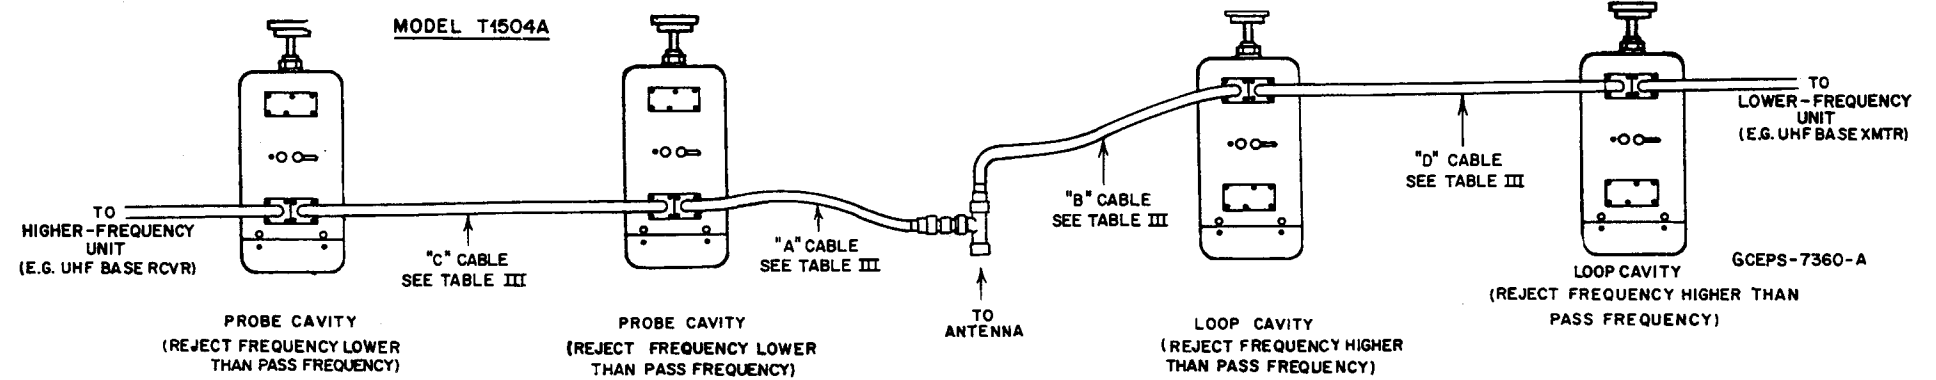 MODEL T1504A
TO
HIGHER-FREQUENCY
UNIT
(E.G. UHF BASE RCVR)
"C" CABLE
SEE TABLE III
"A" CABLE
SEE TABLE III
TO
ANTENNA
"B" CABLE
SEE TABLE III
"D" CABLE
SEE TABLE III
TO
LOWER-FREQUENCY
UNIT
(E.G. UHF BASE XMTR)
GCEPS-7360-A
PROBE CAVITY
(REJECT FREQUENCY LOWER
THAN PASS FREQUENCY)
PROBE CAVITY
(REJECT FREQUENCY LOWER
THAN PASS FREQUENCY)
LOOP CAVITY
(REJECT FREQUENCY HIGHER
THAN PASS FREQUENCY)
LOOP CAVITY
(REJECT FREQUENCY HIGHER THAN
PASS FREQUENCY)